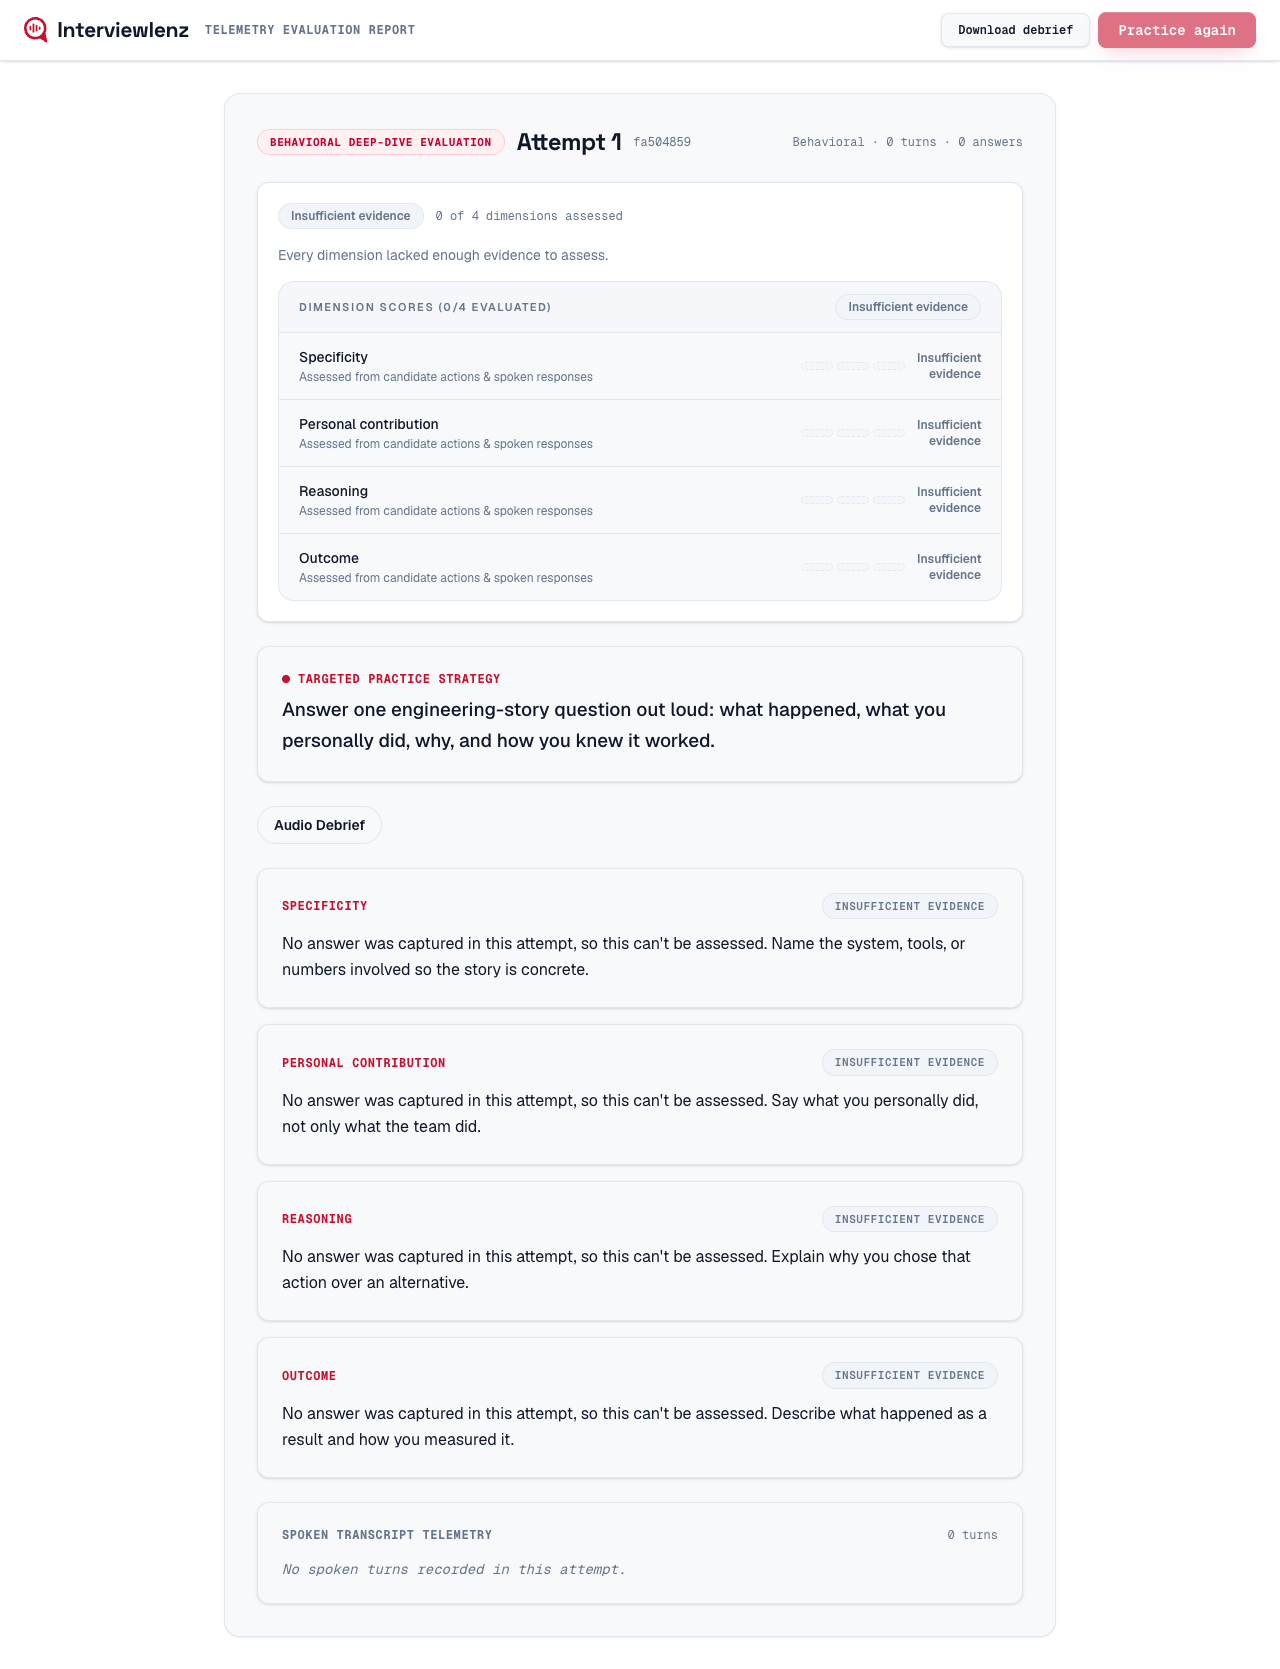 Interviewlenz TELEMETRY EVALUATION REPORT Download debrief Practice again
BEHAVIORAL DEEP-DIVE EVALUATION Attempt 1 fa504859 Behavioral · 0 turns · 0 answers
Insufficient evidence 0 of 4 dimensions assessed
Every dimension lacked enough evidence to assess.
DIMENSION SCORES (0/4 EVALUATED) Insufficient evidence
Specificity
Assessed from candidate actions & spoken responses
Insufficient
evidence
Personal contribution
Assessed from candidate actions & spoken responses
Insufficient
evidence
Reasoning
Assessed from candidate actions & spoken responses
Insufficient
evidence
Outcome
Assessed from candidate actions & spoken responses
Insufficient
evidence
TARGETED PRACTICE STRATEGY
Answer one engineering-story question out loud: what happened, what you
personally did, why, and how you knew it worked.
Audio Debrief
SPECIFICITY INSUFFICIENT EVIDENCE
No answer was captured in this attempt, so this can't be assessed. Name the system, tools, or
numbers involved so the story is concrete.
PERSONAL CONTRIBUTION INSUFFICIENT EVIDENCE
No answer was captured in this attempt, so this can't be assessed. Say what you personally did,
not only what the team did.
REASONING INSUFFICIENT EVIDENCE
No answer was captured in this attempt, so this can't be assessed. Explain why you chose that
action over an alternative.
OUTCOME INSUFFICIENT EVIDENCE
No answer was captured in this attempt, so this can't be assessed. Describe what happened as a
result and how you measured it.
SPOKEN TRANSCRIPT TELEMETRY 0 turns
No spoken turns recorded in this attempt.